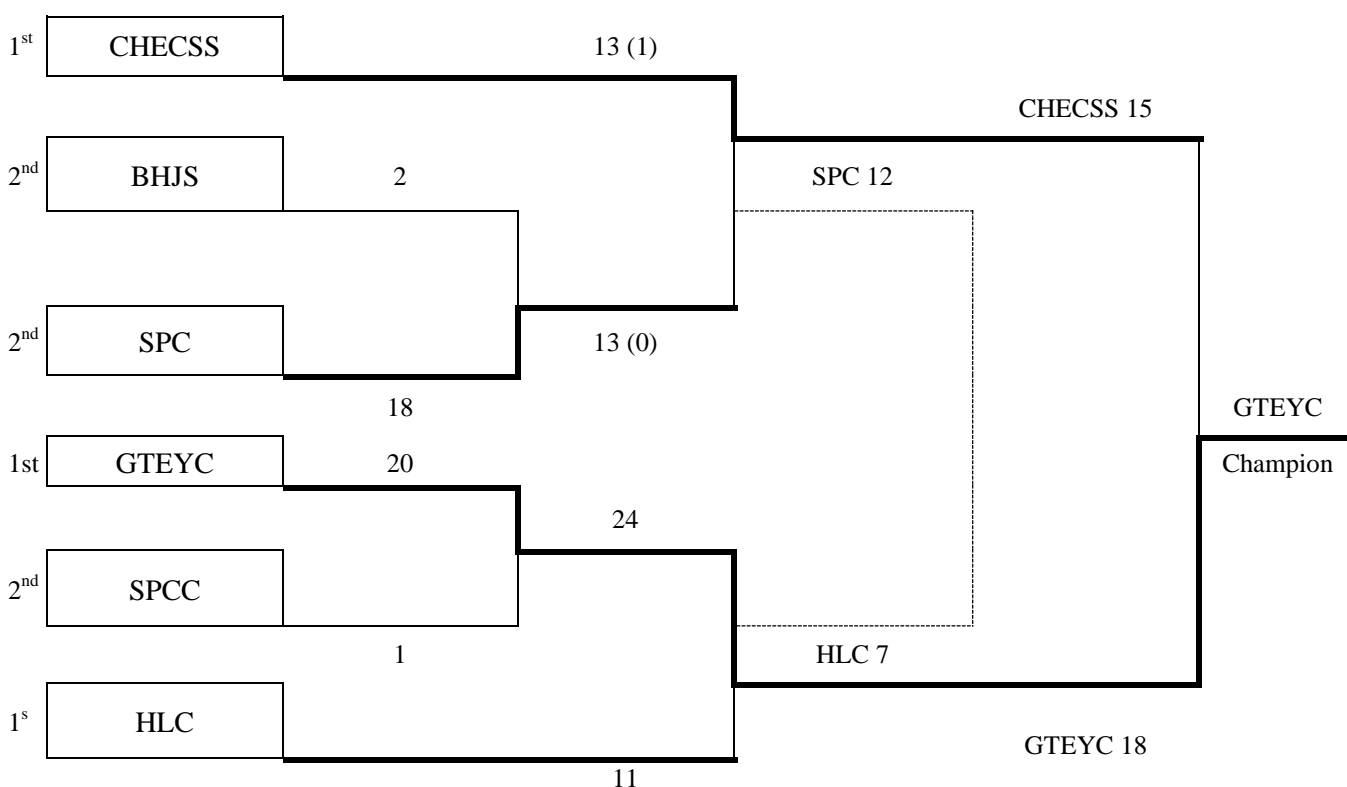 1st CHECSS 13 (1)
CHECSS 15
2nd BHJS 2 SPC 12
2nd SPC 13 (0)
18
GTEYC
1st GTEYC 20 Champion
24
2nd SPCC
1 HLC 7
1s HLC
GTEYC 18
11